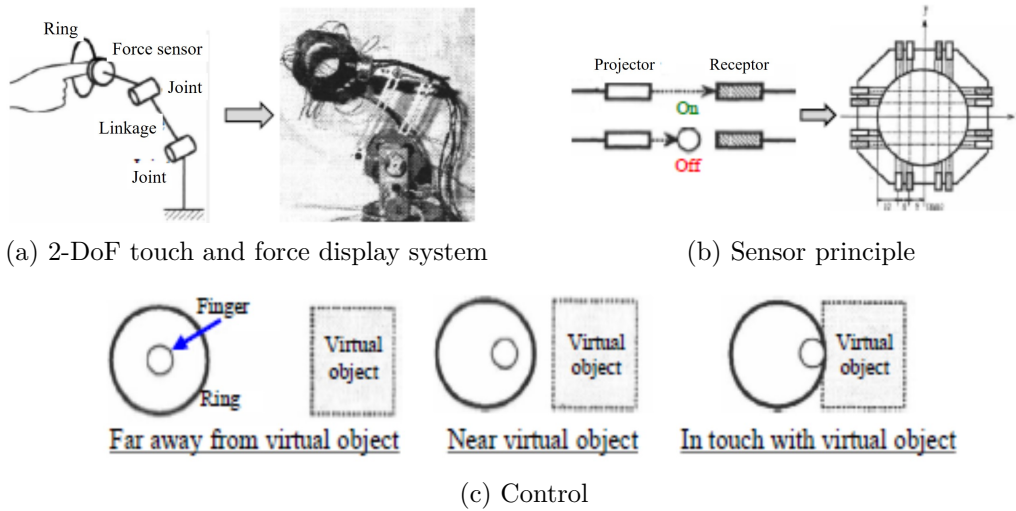 Ring
Force sensor
Joint
Linkage
Joint
(a) 2-DoF touch and force display system
Projector
Receptor
On
Off
(b) Sensor principle
Finger
Ring
Virtual
object
Far away from virtual object
Virtual
object
Near virtual object
Virtual
object
In touch with virtual object
(c) Control